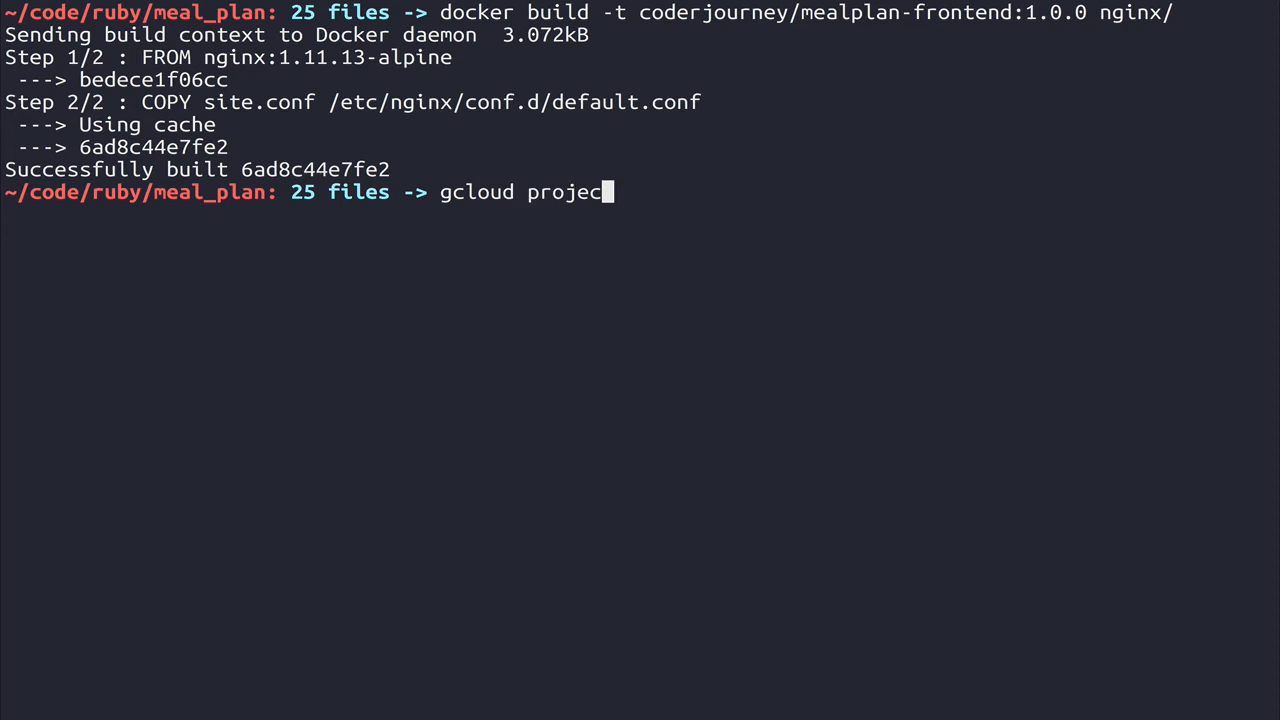 ~/code/ruby/meal_plan: 25 files -> docker build -t coderjourney/mealplan-frontend:1.0.0 nginx/
Sending build context to Docker daemon  3.072kB
Step 1/2 : FROM nginx:1.11.13-alpine
 ---> bedece1f06cc
Step 2/2 : COPY site.conf /etc/nginx/conf.d/default.conf
 ---> Using cache
 ---> 6ad8c44e7fe2
Successfully built 6ad8c44e7fe2
~/code/ruby/meal_plan: 25 files -> gcloud projec